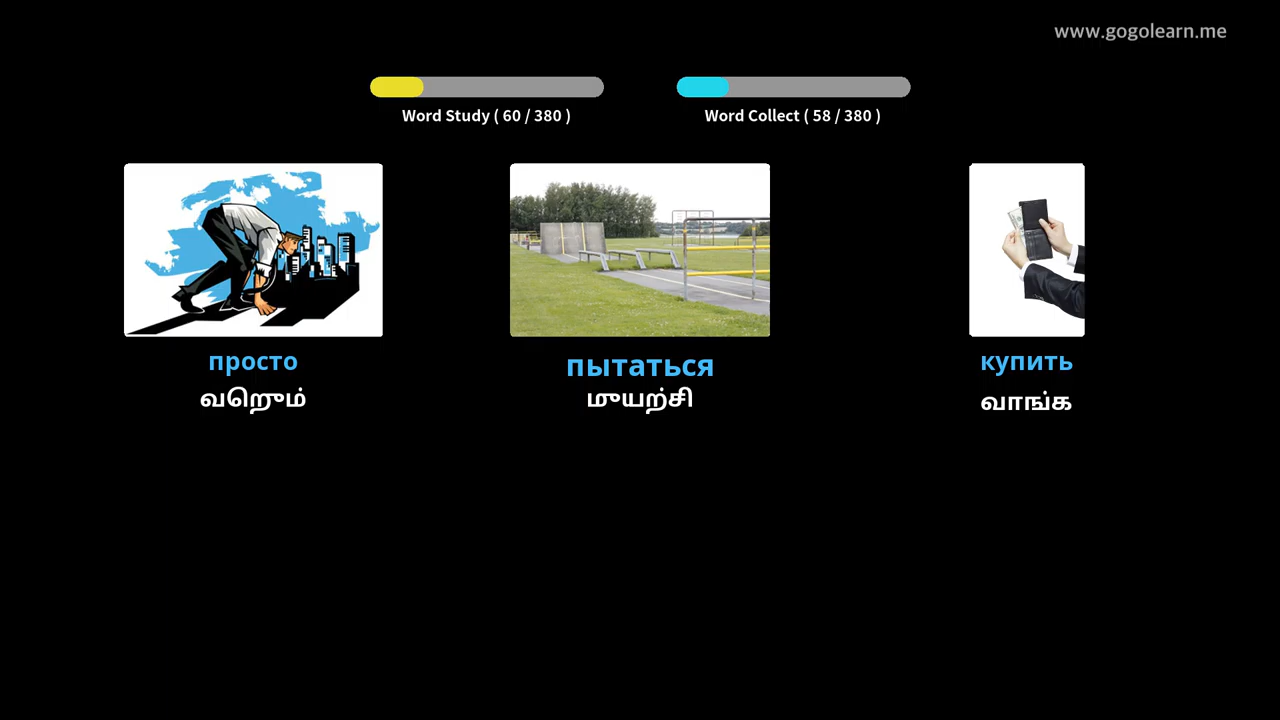 www.gogolearn.me
Word Study ( 60 / 380 )
Word Collect ( 58 / 380 )
просто
வெறும்
пытаться
முயற்சி
купить
வாங்க